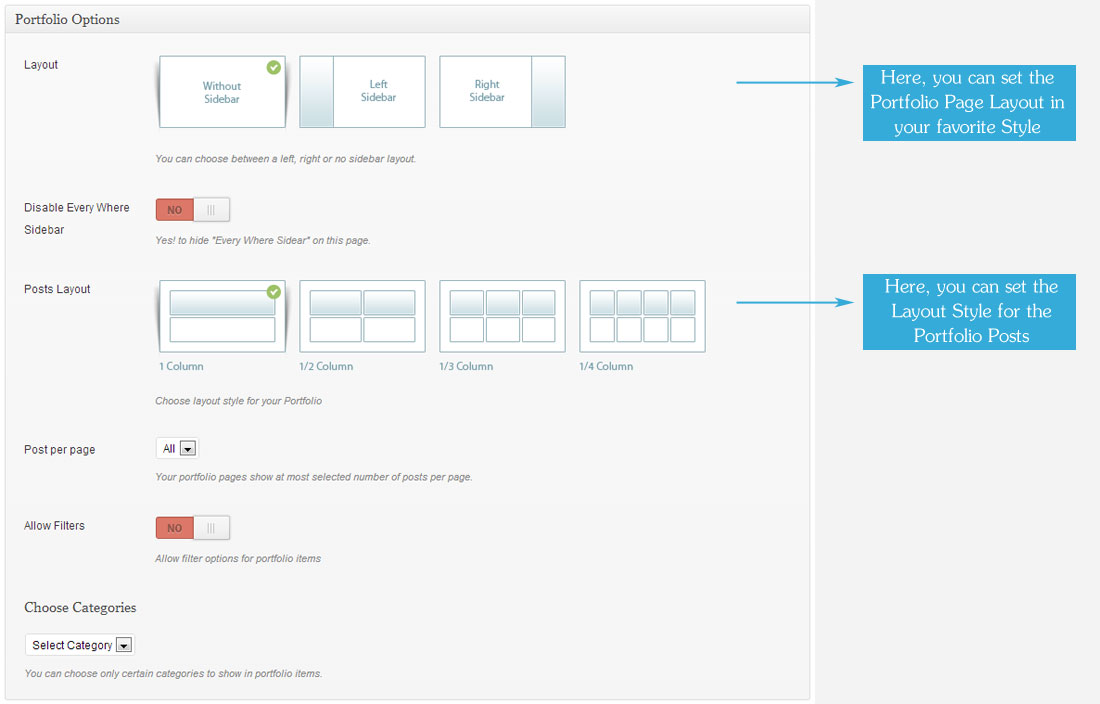 Portfolio Options
Layout
Without
Sidebar
Left
Sidebar
Right
Sidebar
Here, you can set the
Portfolio Page Layout in
your favorite Style
You can choose between a left, right or no sidebar layout.
Disable Every Where
Sidebar
NO
Yes! to hide "Every Where Sidear" on this page.
Posts Layout
1 Column
1/2 Column
1/3 Column
1/4 Column
Here, you can set the
Layout Style for the
Portfolio Posts
Choose layout style for your Portfolio
Post per page
All
Your portfolio pages show at most selected number of posts per page.
Allow Filters
NO
Allow filter options for portfolio items
Choose Categories
Select Category
You can choose only certain categories to show in portfolio items.